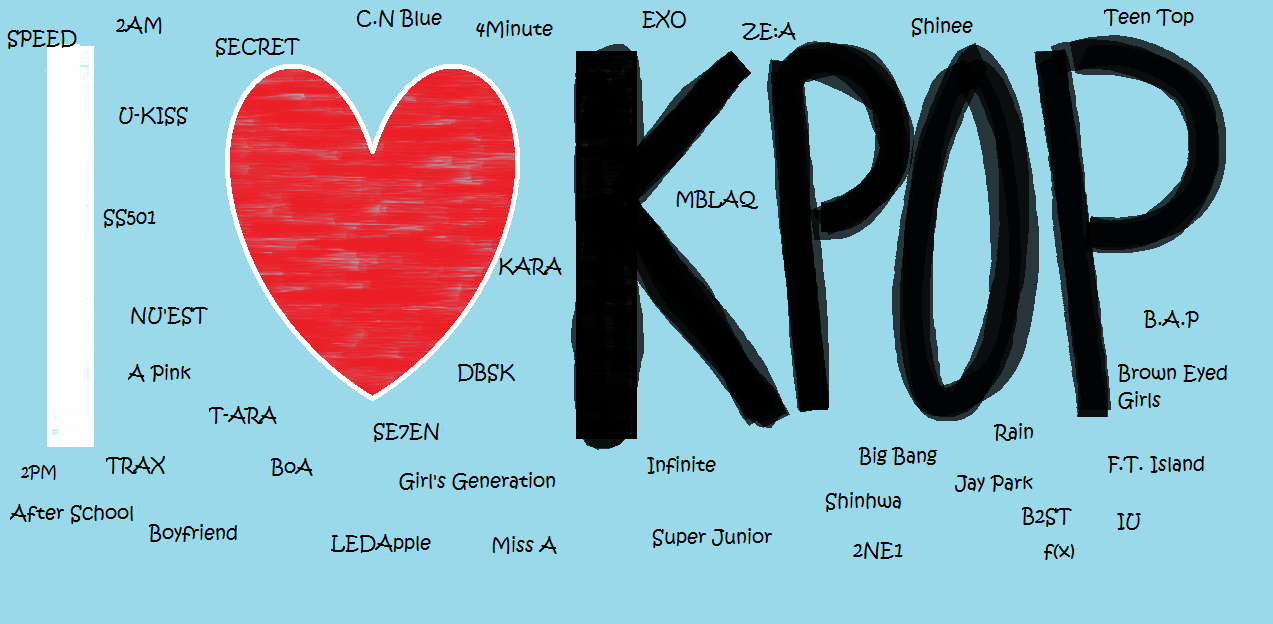 SPEED
2AM
SECRET
C.N Blue
4Minute
EXO
ZE:A
Shinee
Teen Top
I
KPOP
U-KISS
MBLAQ
SS501
KARA
NU'EST
B.A.P
A Pink
DBSK
Brown Eyed
Girls
T-ARA
SE7EN
Rain
2PM
TRAX
BoA
Girl's Generation
Infinite
Big Bang
F.T. Island
Jay Park
After School
Boyfriend
Shinhwa
B2ST
IU
LEDApple
Miss A
Super Junior
2NE1
f(x)